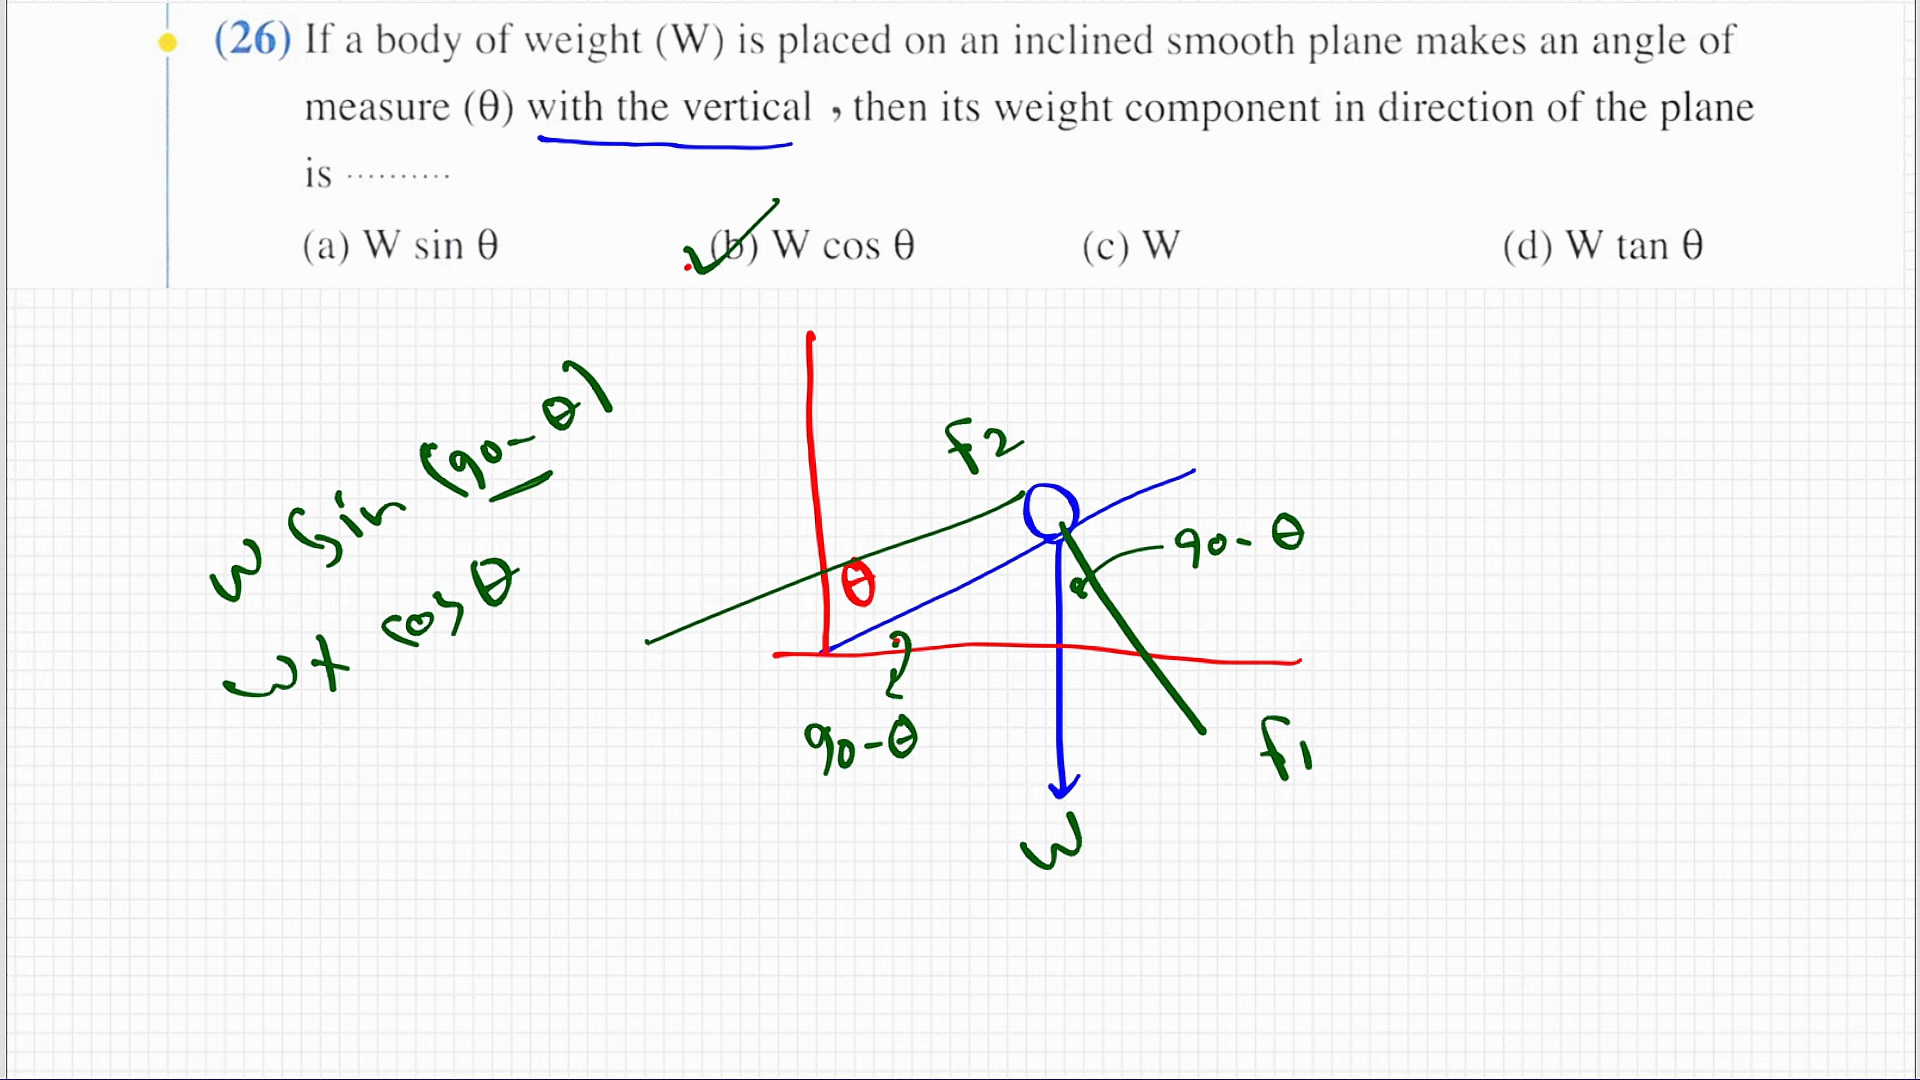 (26) If a body of weight (W) is placed on an inclined smooth plane makes an angle of
measure (θ) with the vertical , then its weight component in direction of the plane
is ..........
(a) W sin θ (b) W cos θ (c) W (d) W tan θ
W sin (90-θ)
W x cos θ
F2
θ
90-θ
90-θ
F1
W